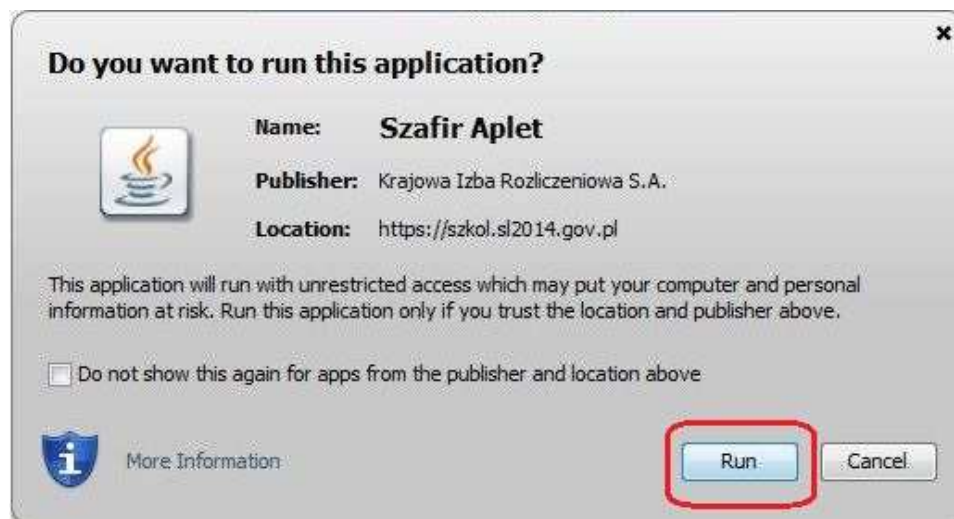 Do you want to run this application?
Name: Szafir Aplet
Publisher: Krajowa Izba Rozliczeniowa S.A.
Location: https://szkol.sl2014.gov.pl
This application will run with unrestricted access which may put your computer and personal
information at risk. Run this application only if you trust the location and publisher above.
Do not show this again for apps from the publisher and location above
More Information
Run Cancel